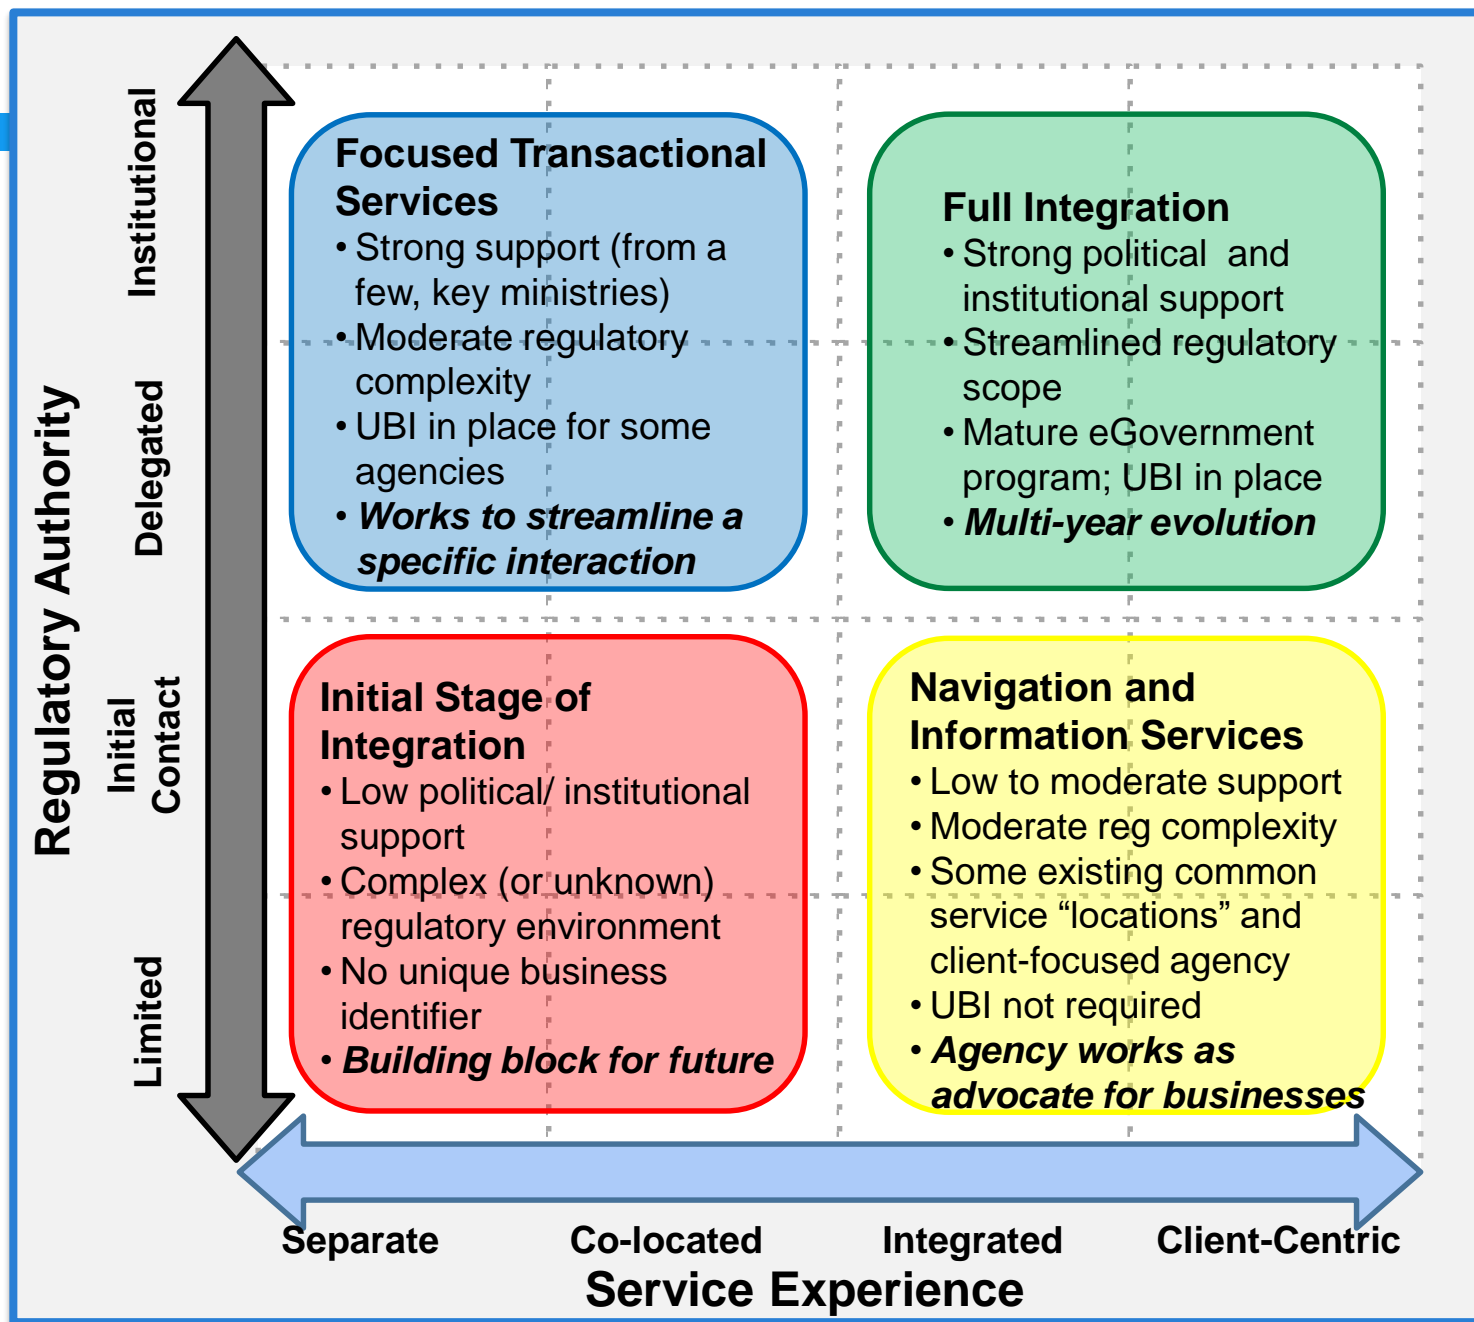 Regulatory Authority
Institutional
Delegated
Initial
Contact
Limited
Focused Transactional
Services
• Strong support (from a
few, key ministries)
• Moderate regulatory
complexity
• UBI in place for some
agencies
• Works to streamline a
specific interaction
Full Integration
• Strong political and
institutional support
• Streamlined regulatory
scope
• Mature eGovernment
program; UBI in place
• Multi-year evolution
Initial Stage of
Integration
• Low political/ institutional
support
• Complex (or unknown)
regulatory environment
• No unique business
identifier
• Building block for future
Navigation and
Information Services
• Low to moderate support
• Moderate reg complexity
• Some existing common
service “locations” and
client-focused agency
• UBI not required
• Agency works as
advocate for businesses
Separate
Co-located
Integrated
Client-Centric
Service Experience